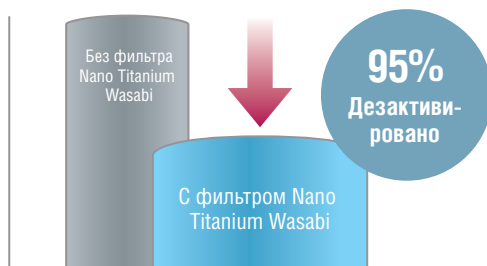 Без фильтра
Nano Titanium
Wasabi
95%
Дезактиви-
ровано
С фильтром Nano
Titanium Wasabi